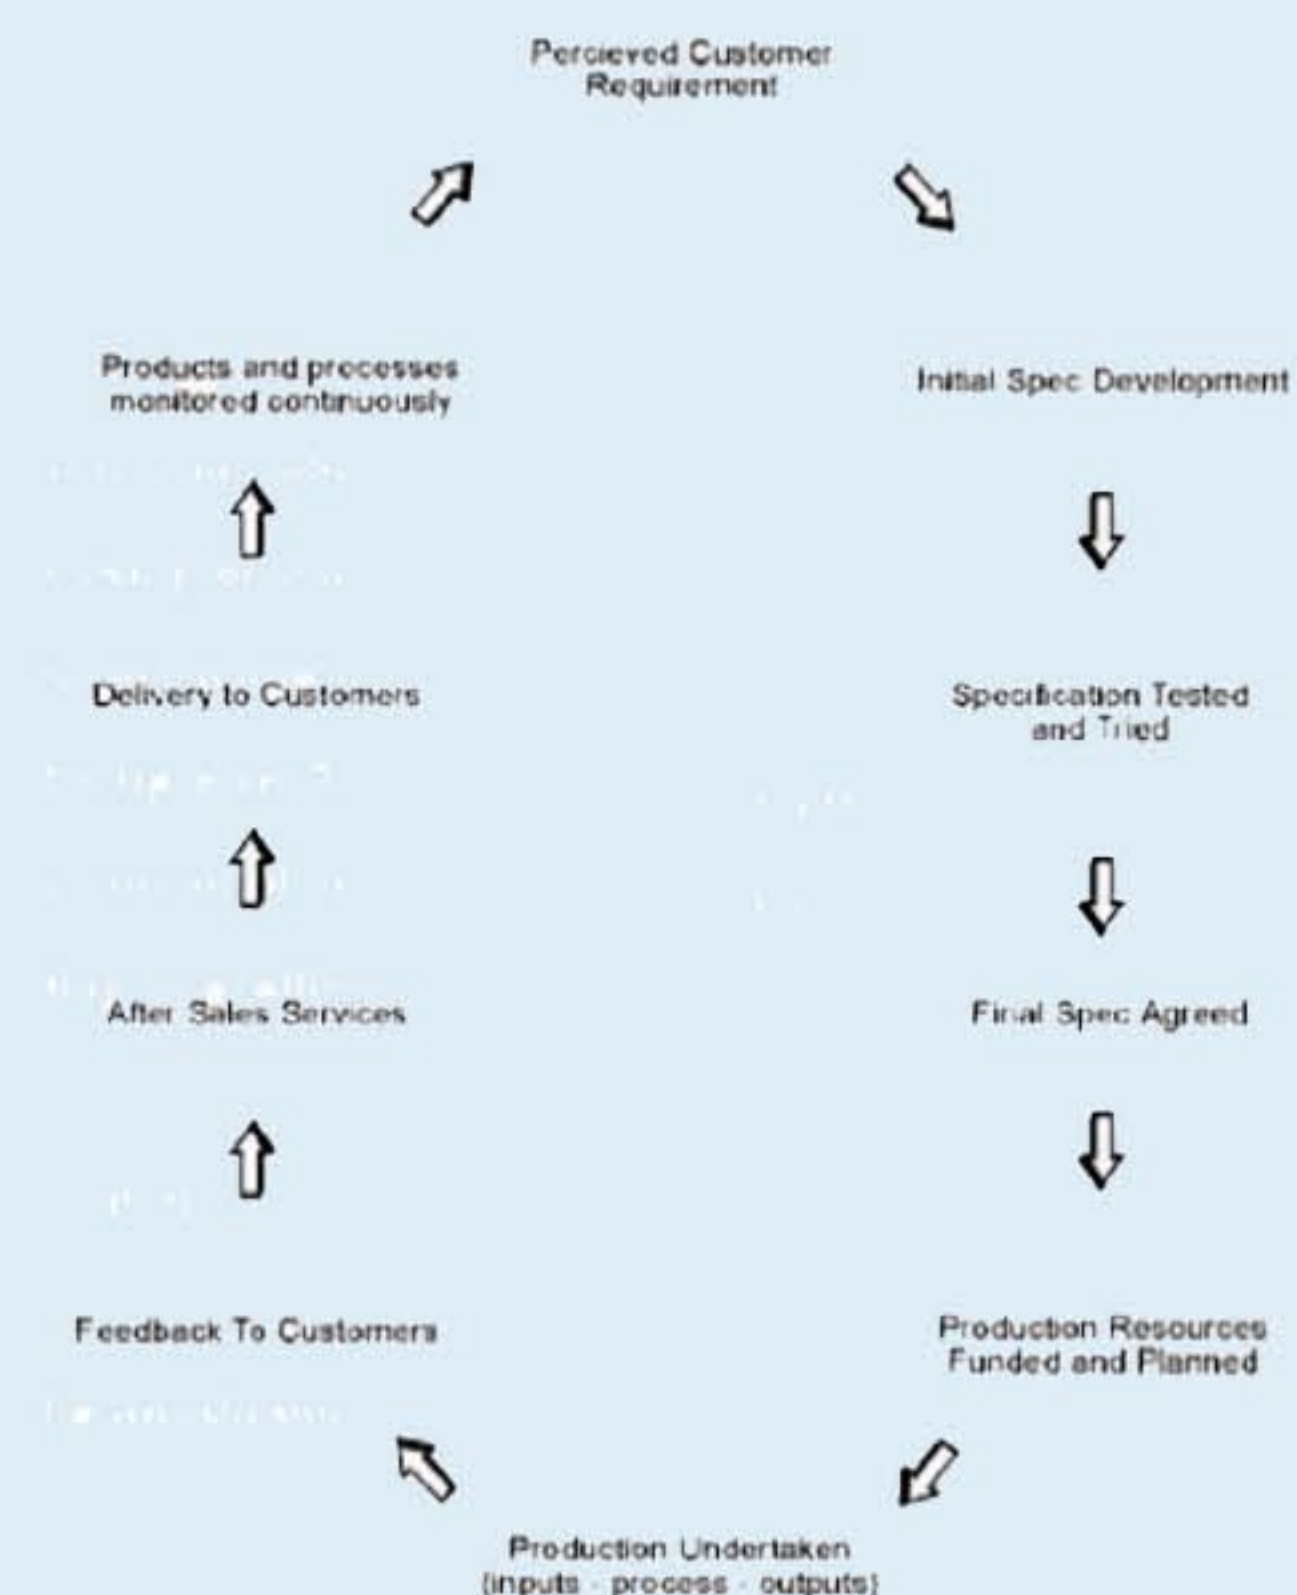 Percieved Customer
Requirement
Products and processes
monitored continuously
Initial Spec Development
Delivery to Customers
Specification Tested
and Tried
After Sales Services
Final Spec Agreed
Feedback To Customers
Production Resources
Funded and Planned
Production Undertaken
(inputs - process - outputs)